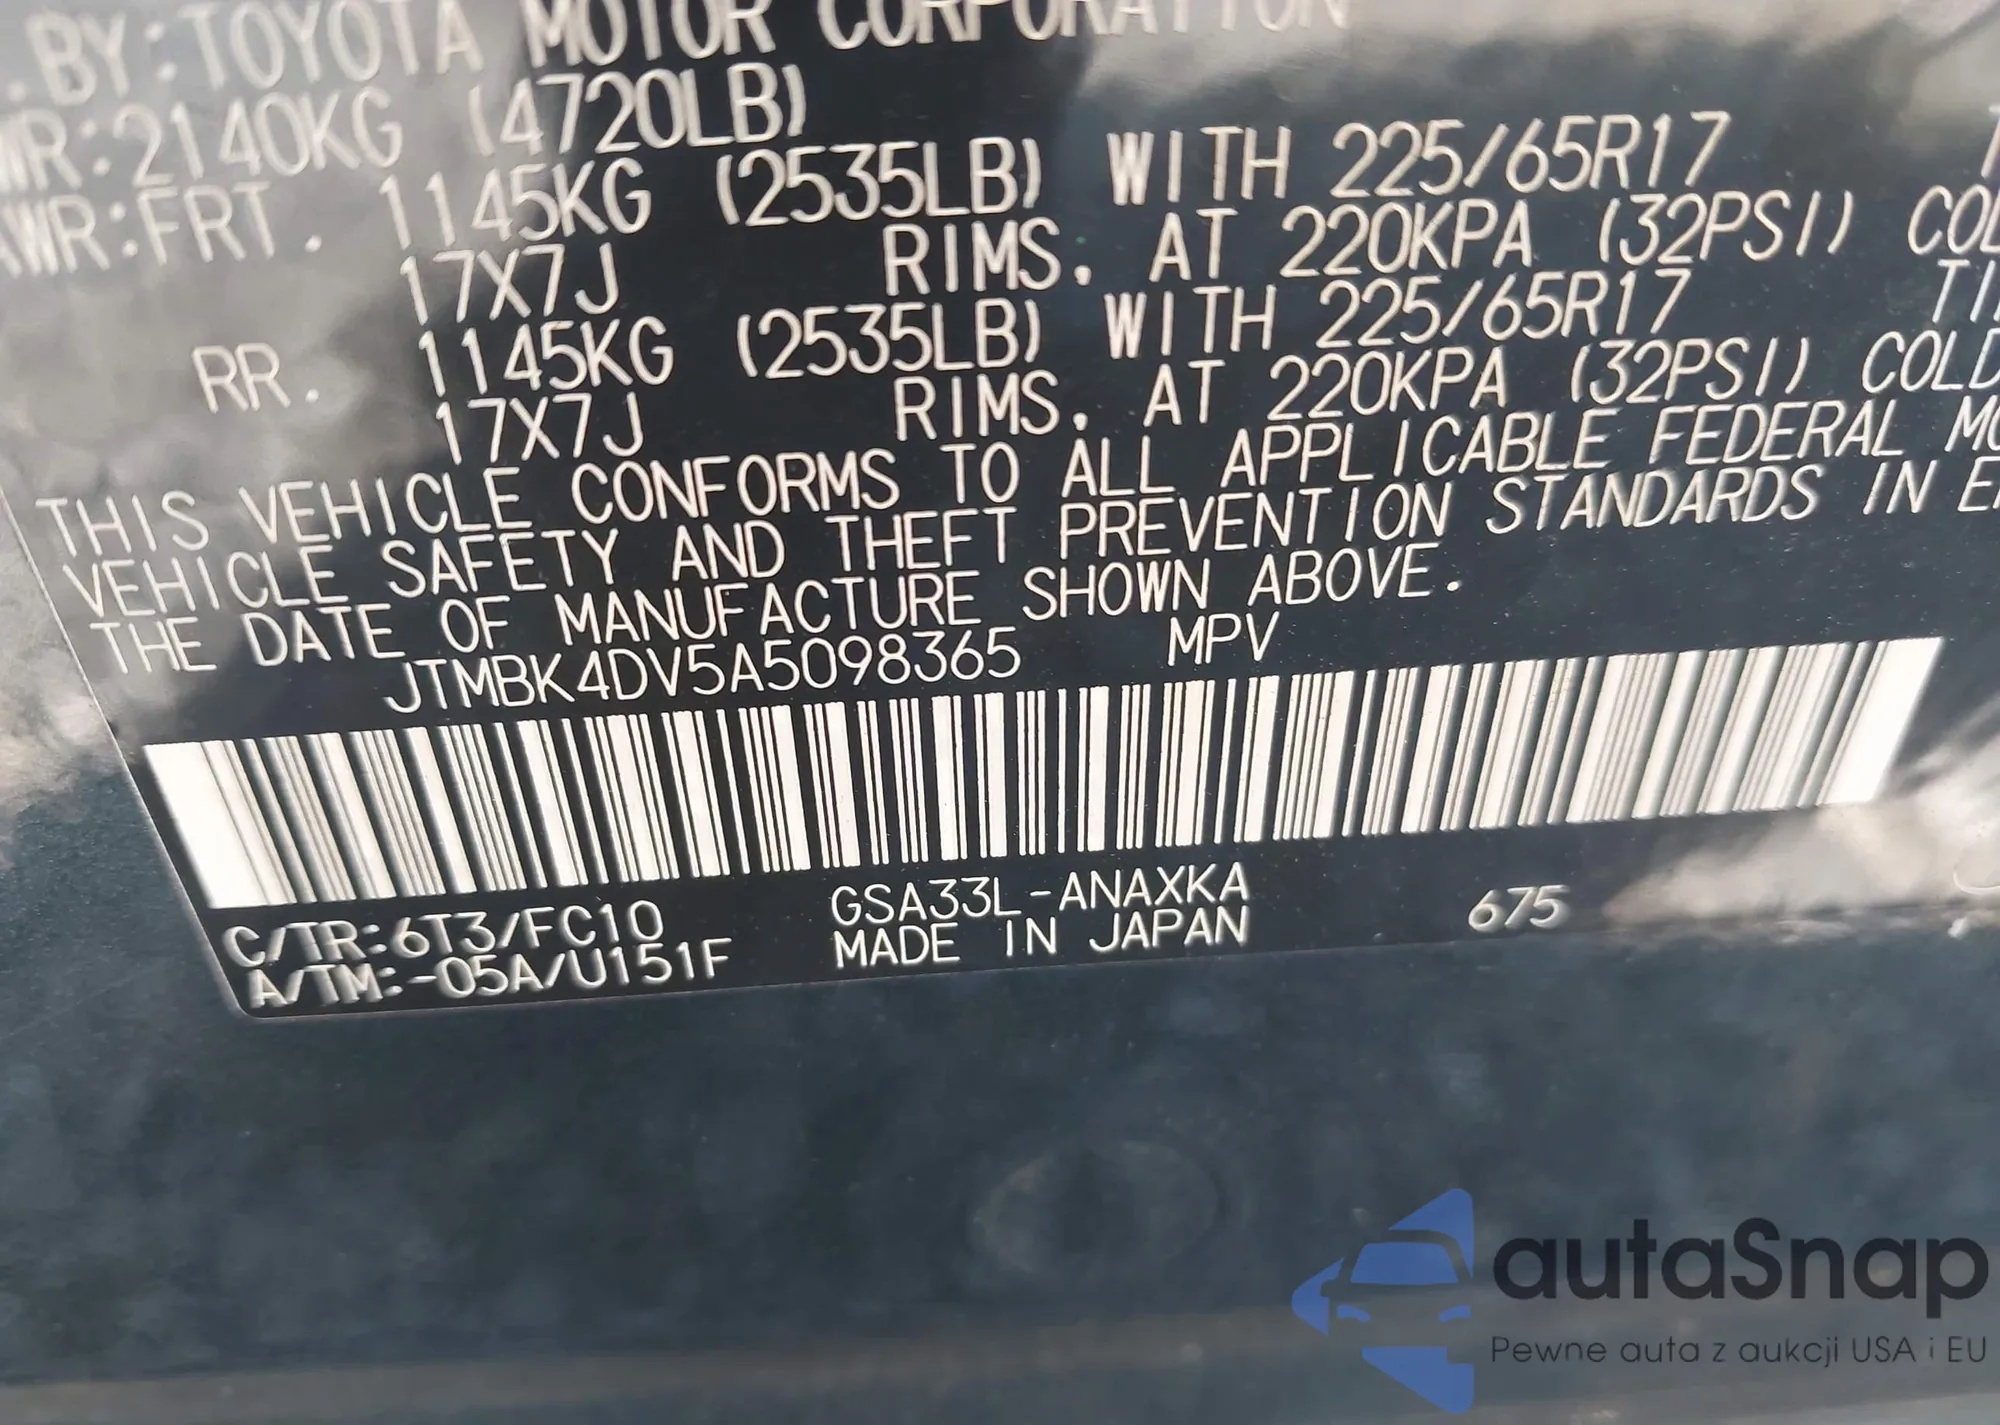 . BY:TOYOTA MOTOR CORPORATION
WR:2140KG (4720LB)
AWR:FRT. 1145KG (2535LB) WITH 225/65R17
17X7J RIMS. AT 220KPA (32PSI) COL
RR. 1145KG (2535LB) WITH 225/65R17 TI
17X7J RIMS. AT 220KPA (32PSI) COLD
THIS VEHICLE CONFORMS TO ALL APPLICABLE FEDERAL MO
VEHICLE SAFETY AND THEFT PREVENTION STANDARDS IN E
THE DATE OF MANUFACTURE SHOWN ABOVE.
JTMBK4DV5A5098365 MPV
C/TR:6T3/FC10 GSA33L-ANAXKA 675
A/TM:-05A/U151F MADE IN JAPAN
autaSnap
Pewne auta z aukcji USA i EU